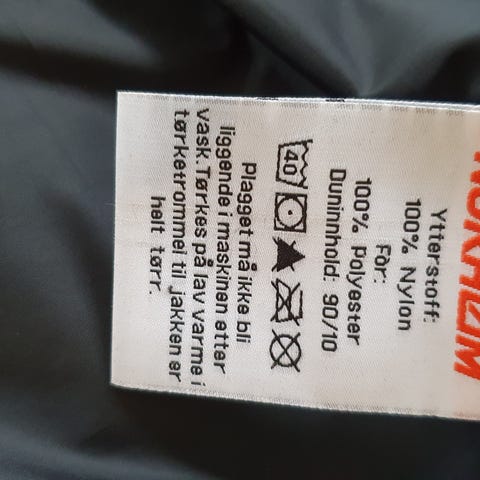 NORHEIM
Ytterstoff:
100% Nylon
Fôr:
100% Polyester
Duninnhold: 90/10
40
Plagget må ikke bli
liggende i maskinen etter
vask. Tørkes på lav varme i
tørketrommel til jakken er
helt tørr.